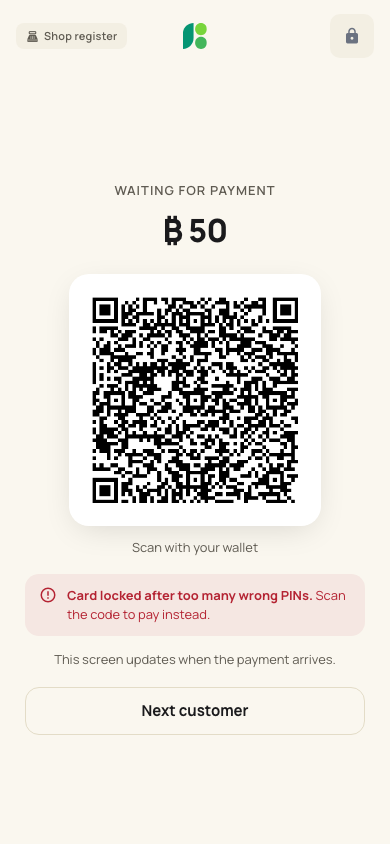 Shop register
WAITING FOR PAYMENT
₿ 50
Scan with your wallet
Card locked after too many wrong PINs. Scan
the code to pay instead.
This screen updates when the payment arrives.
Next customer